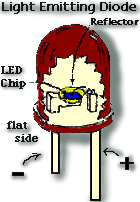 Light Emitting Diode
Reflector
LED
Chip
flat
side
- +